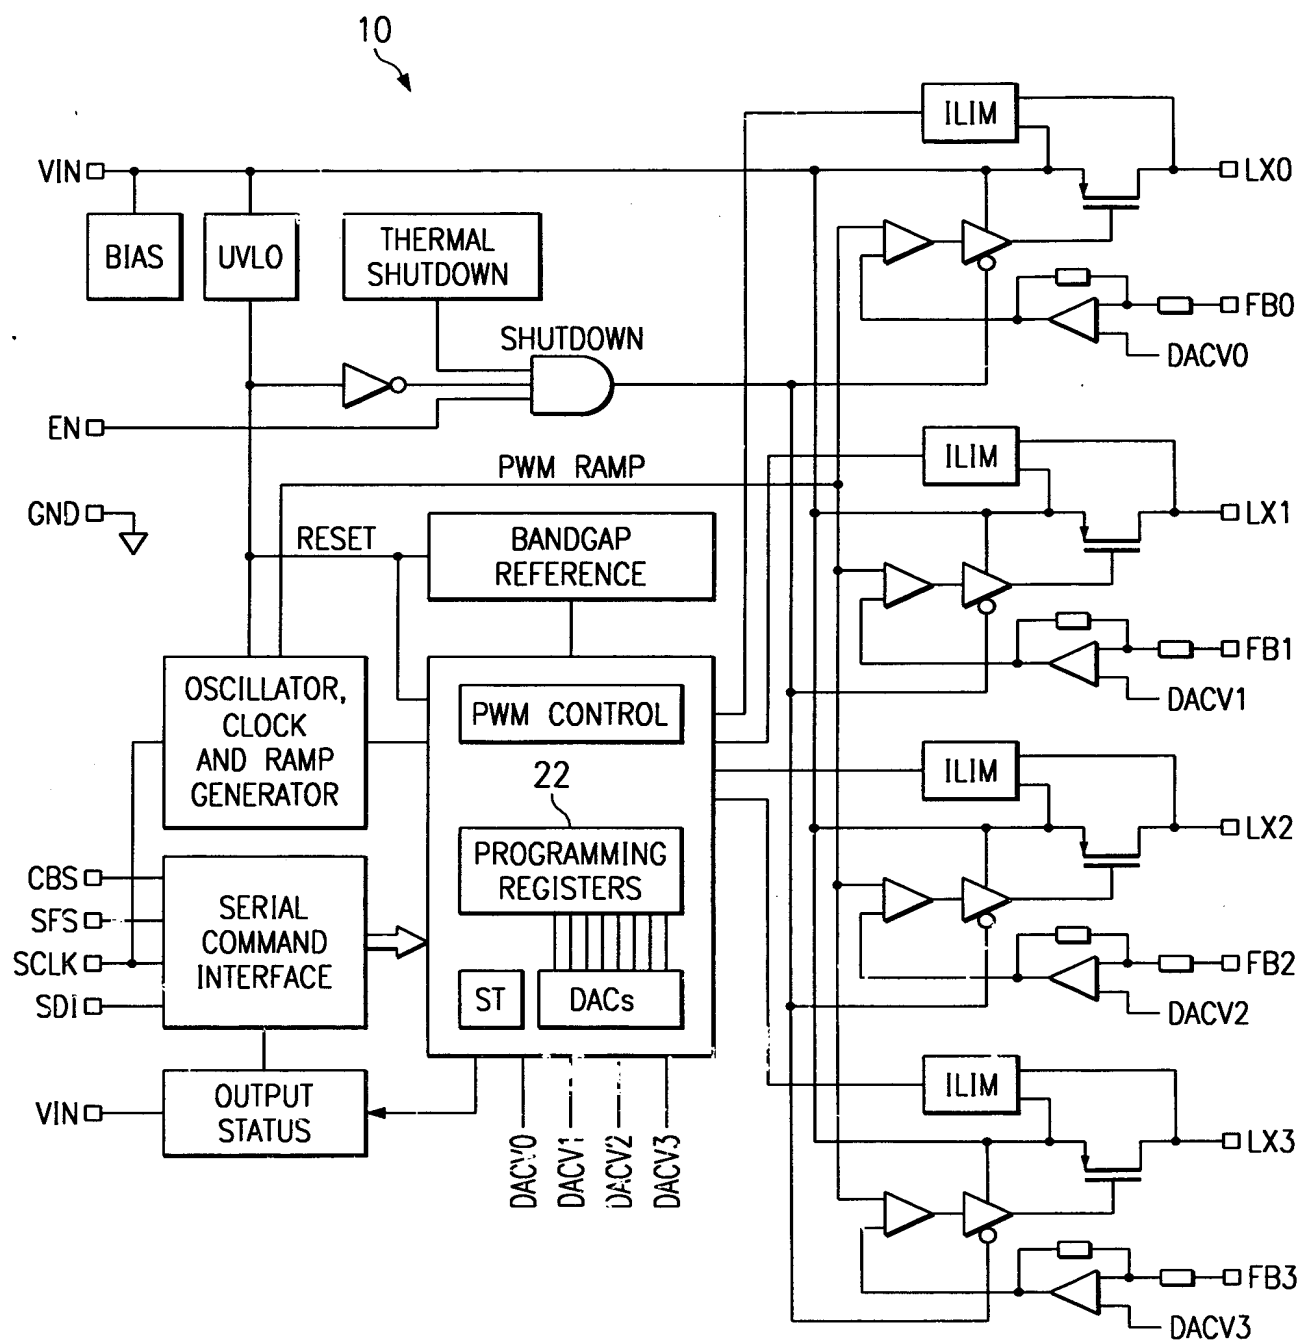 10
ILIM
VIN
LX0
BIAS
UVLO
THERMAL
SHUTDOWN
FB0
SHUTDOWN
DACV0
EN
ILIM
PWM RAMP
GND
LX1
RESET
BANDGAP
REFERENCE
FB1
OSCILLATOR,
CLOCK
AND RAMP
GENERATOR
PWM CONTROL
DACV1
22
ILIM
LX2
PROGRAMMING
REGISTERS
CBS
SFS
SCLK
SDI
SERIAL
COMMAND
INTERFACE
FB2
ST
DACs
DACV2
ILIM
VIN
OUTPUT
STATUS
LX3
DACV0
DACV1
DACV2
DACV3
FB3
DACV3